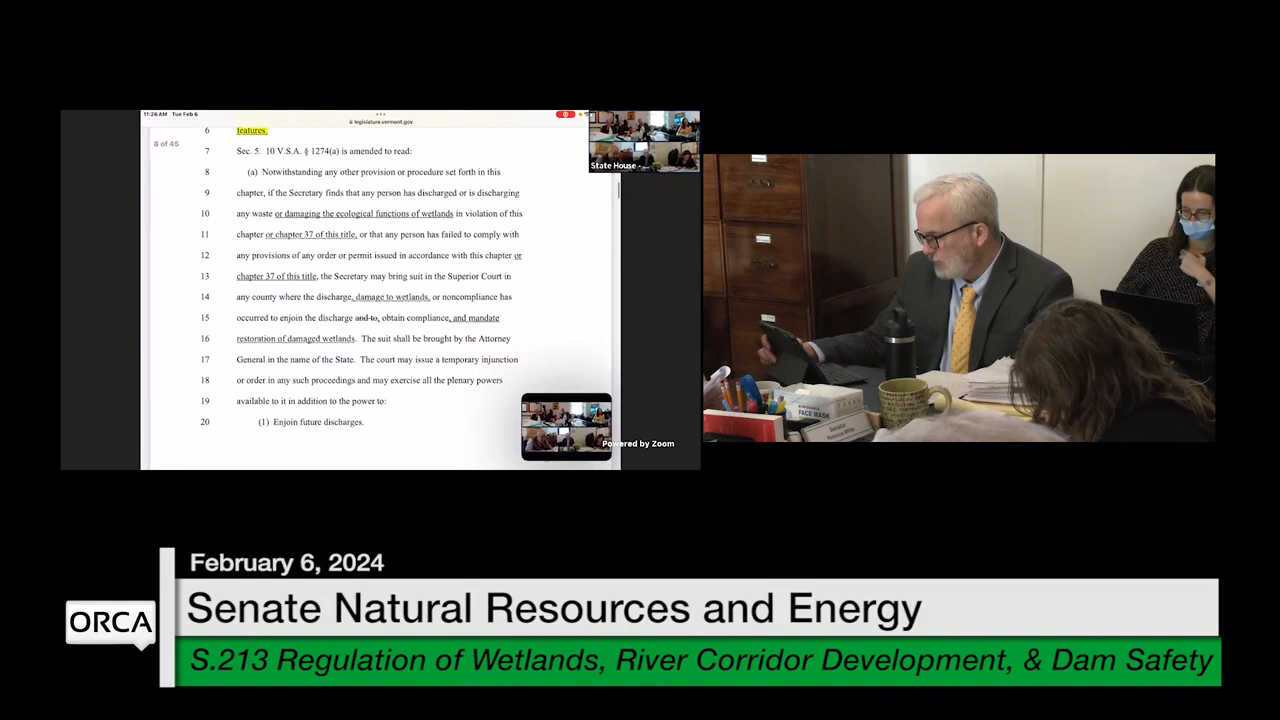 11:26 AM Tue Feb 6
legislature.vermont.gov
8 of 45
6 features.
7 Sec. 5. 10 V.S.A. § 1274(a) is amended to read:
8 (a) Notwithstanding any other provision or procedure set forth in this
9 chapter, if the Secretary finds that any person has discharged or is discharging
10 any waste or damaging the ecological functions of wetlands in violation of this
11 chapter or chapter 37 of this title, or that any person has failed to comply with
12 any provisions of any order or permit issued in accordance with this chapter or
13 chapter 37 of this title, the Secretary may bring suit in the Superior Court in
14 any county where the discharge, damage to wetlands, or noncompliance has
15 occurred to enjoin the discharge and to, obtain compliance, and mandate
16 restoration of damaged wetlands. The suit shall be brought by the Attorney
17 General in the name of the State. The court may issue a temporary injunction
18 or order in any such proceedings and may exercise all the plenary powers
19 available to it in addition to the power to:
20 (1) Enjoin future discharges.
State House -
Powered by Zoom
FACE MASK
Senator
February 6, 2024
ORCA
Senate Natural Resources and Energy
S.213 Regulation of Wetlands, River Corridor Development, & Dam Safety